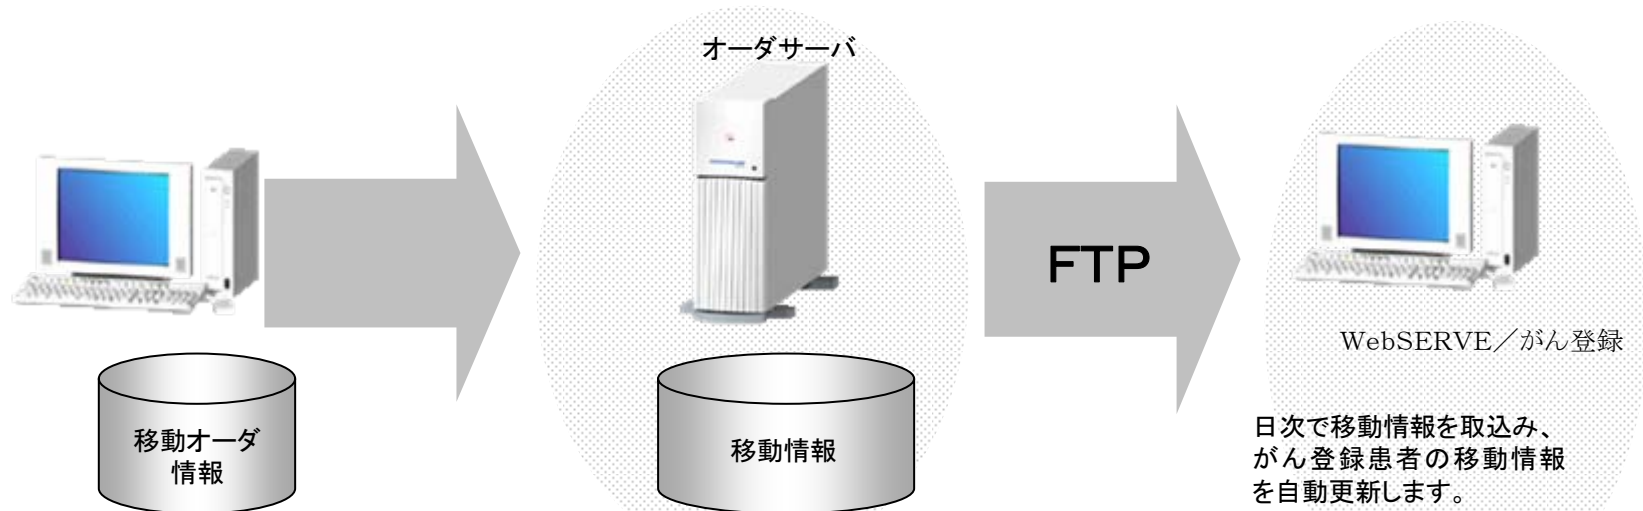 オーダサーバ
FTP
WebSERVE／がん登録
移動オーダ
情報
移動情報
日次で移動情報を取込み、
がん登録患者の移動情報
を自動更新します。